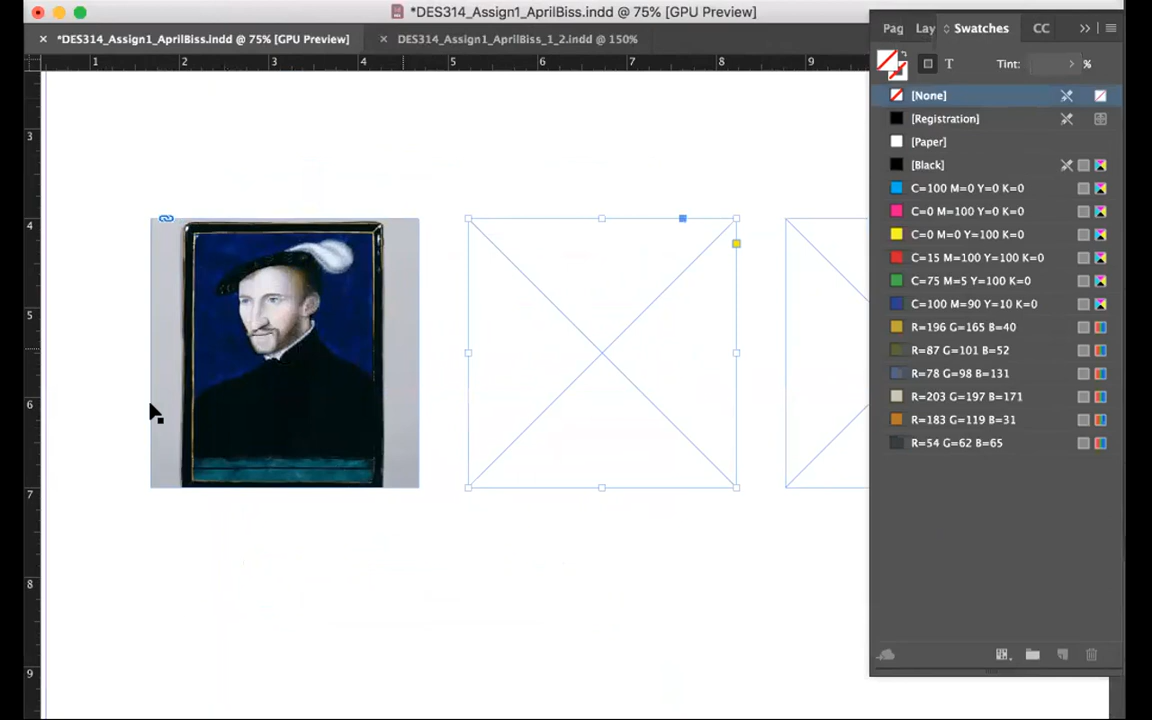 *DES314_Assign1_AprilBiss.indd @ 75% [GPU Preview]
*DES314_Assign1_AprilBiss.indd @ 75% [GPU Preview]
DES314_Assign1_AprilBiss_1_2.indd @ 150%
1 2 3 4 5 6 7 8 9
3
4
5
6
7
8
9
Pag Lay Swatches CC
T Tint: %
[None]
[Registration]
[Paper]
[Black]
C=100 M=0 Y=0 K=0
C=0 M=100 Y=0 K=0
C=0 M=0 Y=100 K=0
C=15 M=100 Y=100 K=0
C=75 M=5 Y=100 K=0
C=100 M=90 Y=10 K=0
R=196 G=165 B=40
R=87 G=101 B=52
R=78 G=98 B=131
R=203 G=197 B=171
R=183 G=119 B=31
R=54 G=62 B=65